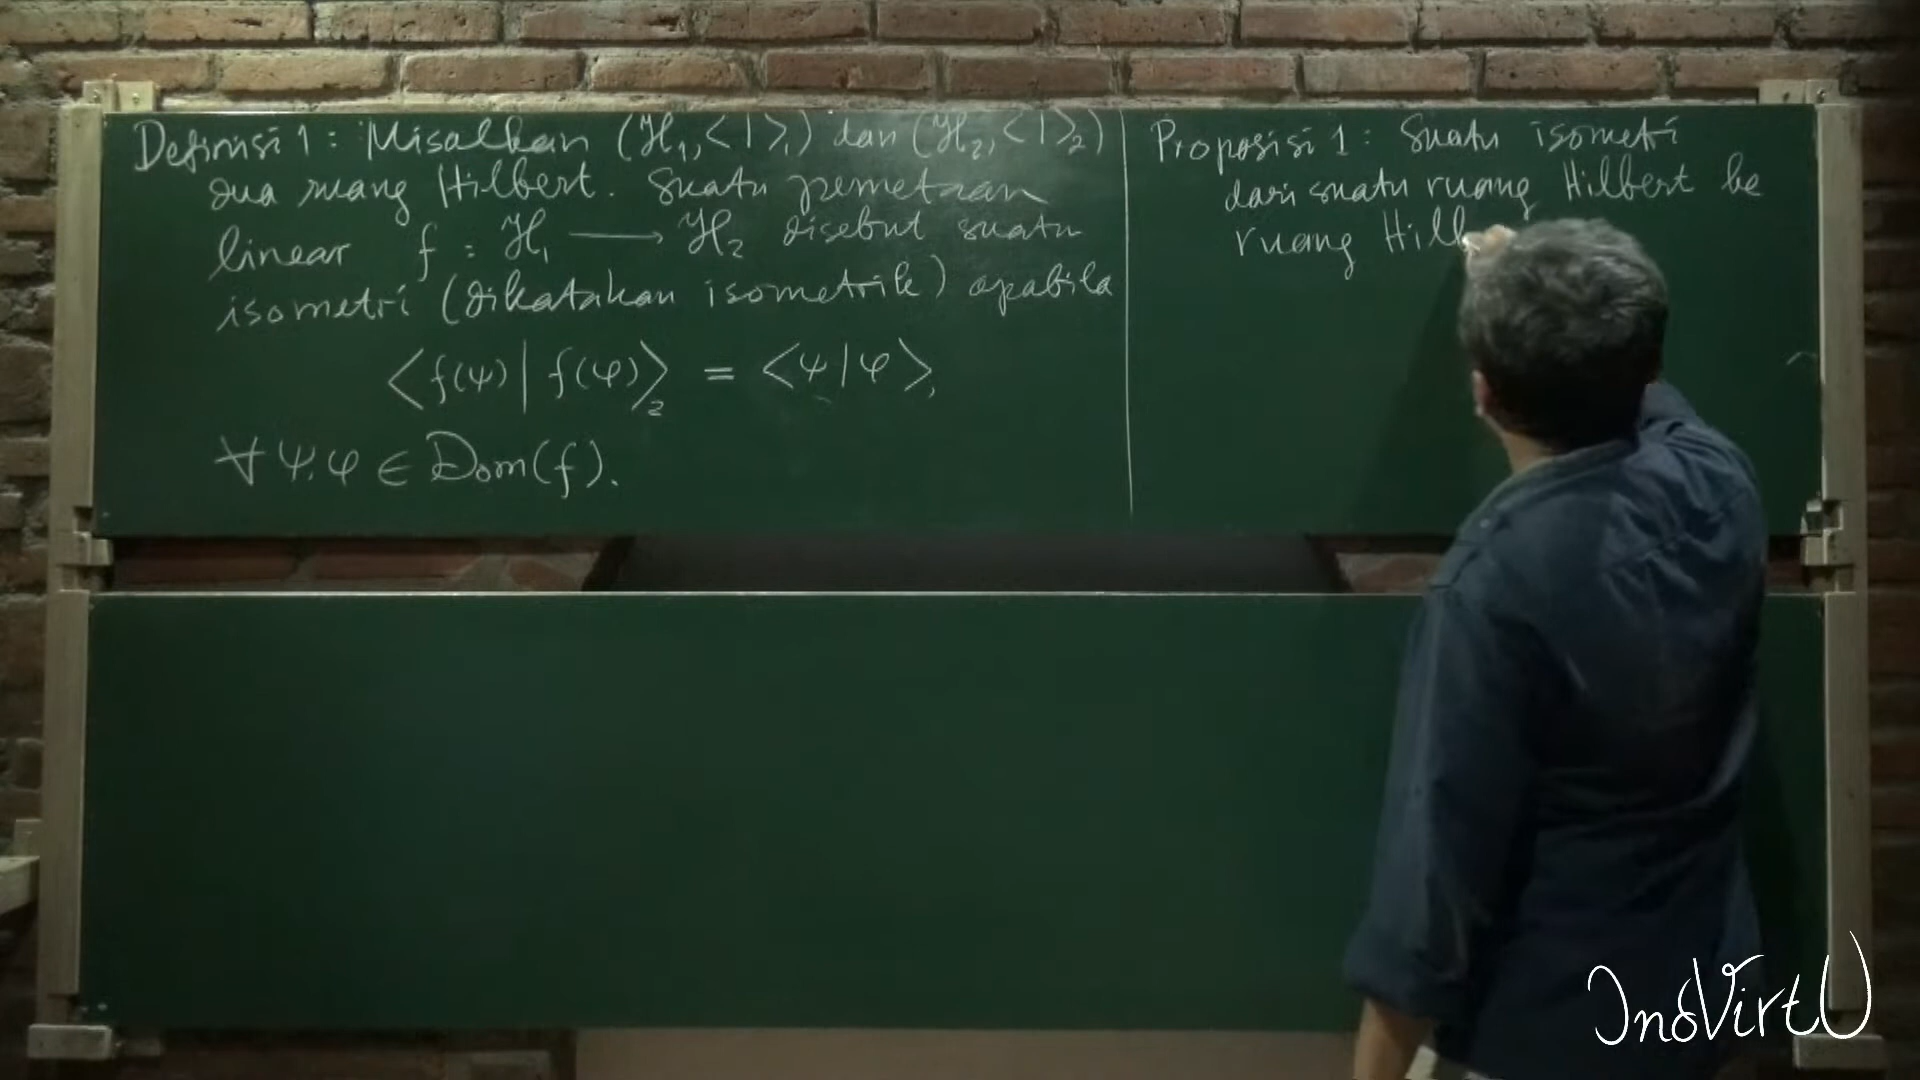 Definisi 1 : Misalkan (ℋ₁, < | >₁) dan (ℋ₂, < | >₂)
dua ruang Hilbert. Suatu pemetaan
linear f : ℋ₁ ⟶ ℋ₂ disebut suatu
isometri (dikatakan isometrik) apabila
<f(ψ) | f(φ)>₂ = <ψ | φ>₁
∀ ψ, φ ∈ Dom(f).
Proposisi 1 : Suatu isometri
dari suatu ruang Hilbert ke
ruang Hilb
InoVirtU